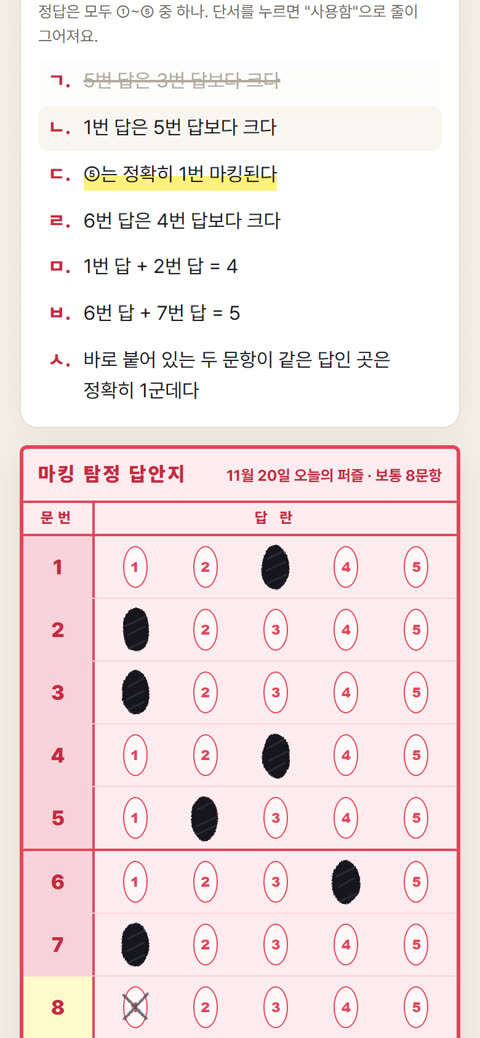 정답은 모두 ①~⑤ 중 하나. 단서를 누르면 "사용함"으로 줄이
그어져요.
ㄱ. 5번 답은 3번 답보다 크다
ㄴ. 1번 답은 5번 답보다 크다
ㄷ. ⑤는 정확히 1번 마킹된다
ㄹ. 6번 답은 4번 답보다 크다
ㅁ. 1번 답 + 2번 답 = 4
ㅂ. 6번 답 + 7번 답 = 5
ㅅ. 바로 붙어 있는 두 문항이 같은 답인 곳은
정확히 1군데다
마킹 탐정 답안지 11월 20일 오늘의 퍼즐 · 보통 8문항
문번 답 란
1 1 2 4 5
2 2 3 4 5
3 2 3 4 5
4 1 2 4 5
5 1 3 4 5
6 1 2 3 5
7 2 3 4 5
8 2 3 4 5